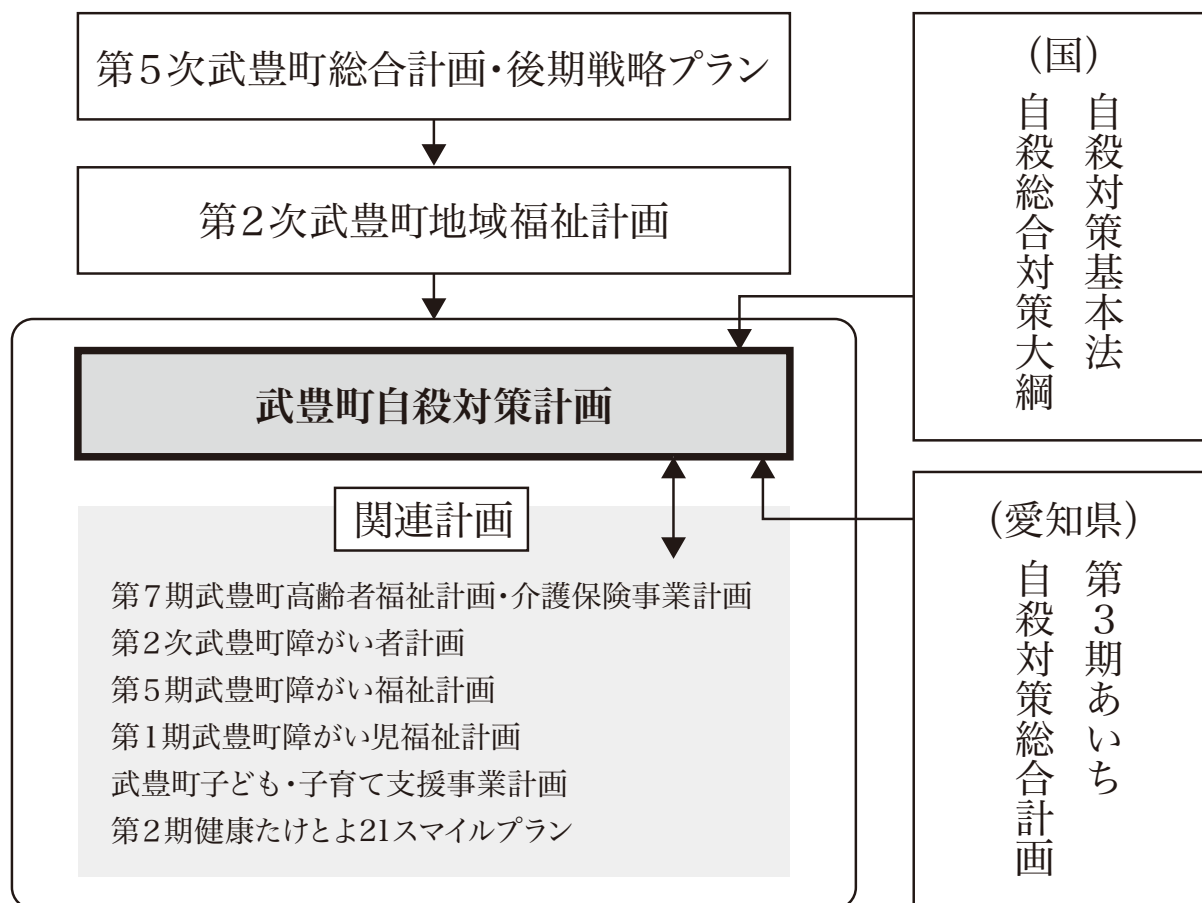 第5次武豊町総合計画・後期戦略プラン
第2次武豊町地域福祉計画
武豊町自殺対策計画
関連計画
第7期武豊町高齢者福祉計画・介護保険事業計画
第2次武豊町障がい者計画
第5期武豊町障がい福祉計画
第1期武豊町障がい児福祉計画
武豊町子ども・子育て支援事業計画
第2期健康たけとよ21スマイルプラン
(国)
自殺対策基本法
自殺総合対策大綱
(愛知県)
第3期あいち
自殺対策総合計画